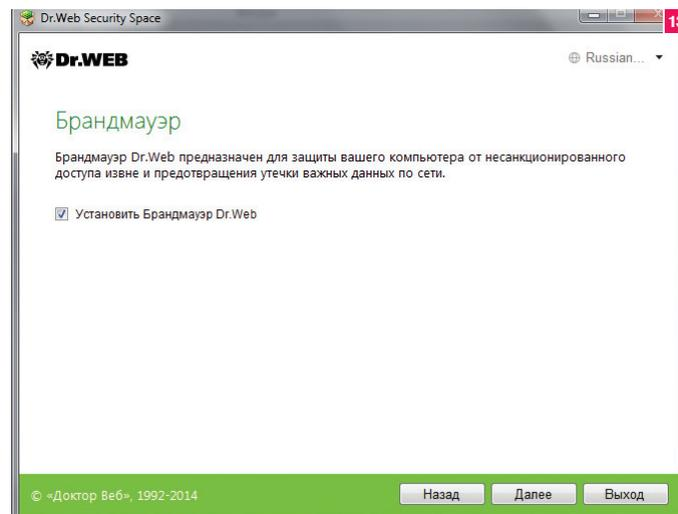 Dr.Web Security Space
13
Dr.WEB
Russian...
Брандмауэр
Брандмауэр Dr.Web предназначен для защиты вашего компьютера от несанкционированного
доступа извне и предотвращения утечки важных данных по сети.
Установить Брандмауэр Dr.Web
© «Доктор Веб», 1992-2014
Назад
Далее
Выход